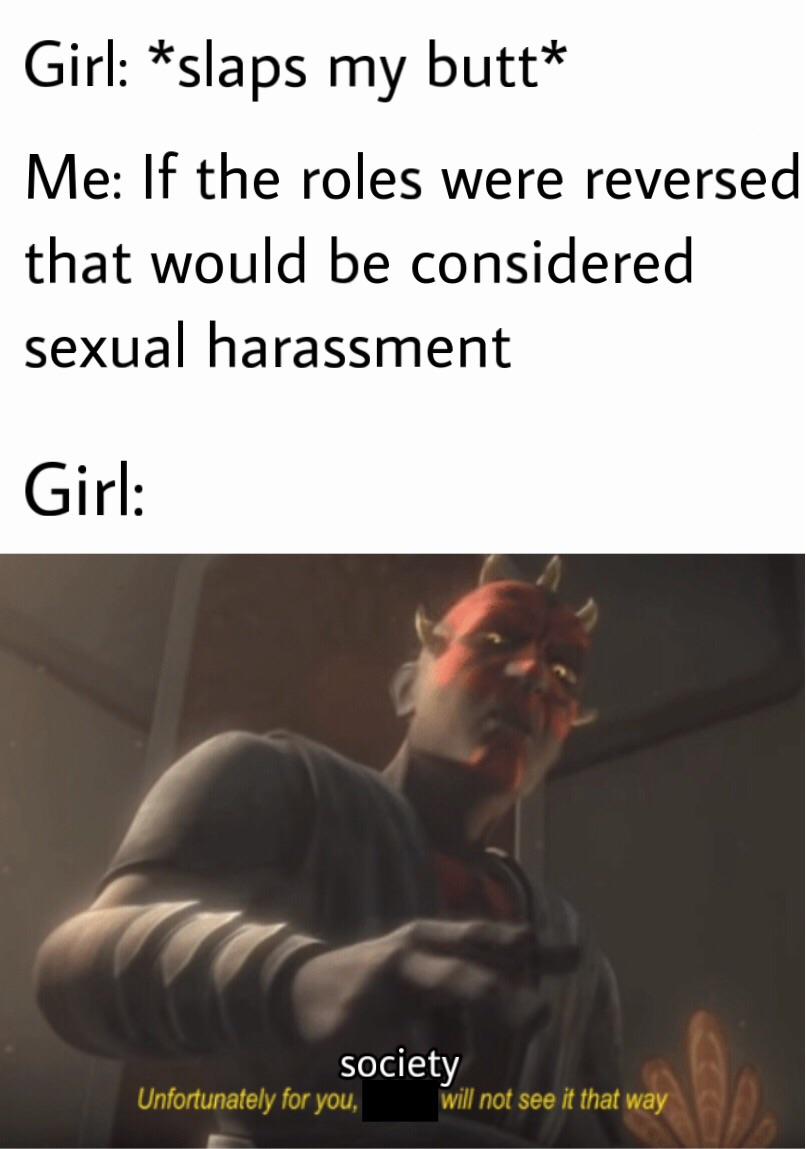 Girl: *slaps my butt*
Me: If the roles were reversed
that would be considered
sexual harassment
Girl:
society
Unfortunately for you, will not see it that way